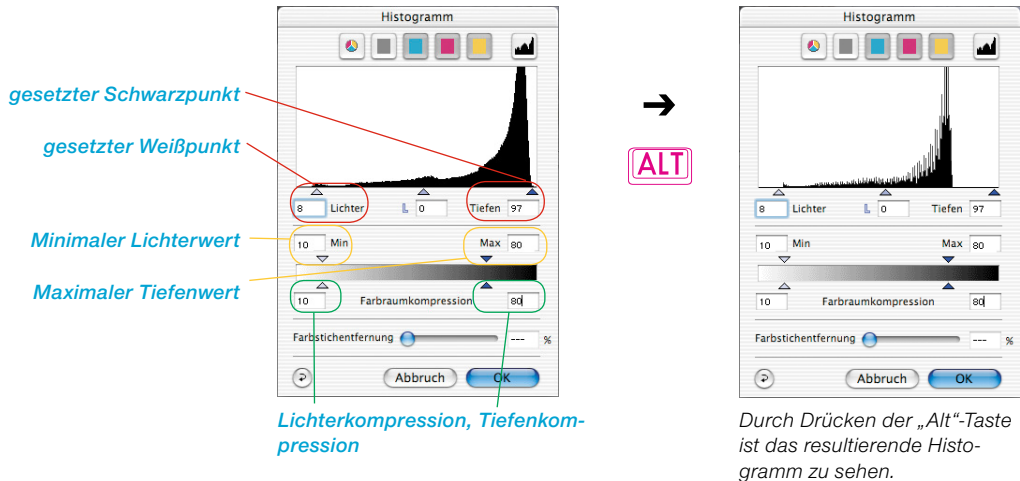 Histogramm
gesetzter Schwarzpunkt
gesetzter Weißpunkt
8 Lichter L 0 Tiefen 97
Minimaler Lichterwert
10 Min Max 80
Maximaler Tiefenwert
10 Farbraumkompression 80
Farbstichentfernung --- %
Abbruch OK
Lichterkompression, Tiefenkom-
pression
➔
ALT
Histogramm
8 Lichter L 0 Tiefen 97
10 Min Max 80
10 Farbraumkompression 80
Farbstichentfernung --- %
Abbruch OK
Durch Drücken der „Alt“-Taste
ist das resultierende Histo-
gramm zu sehen.